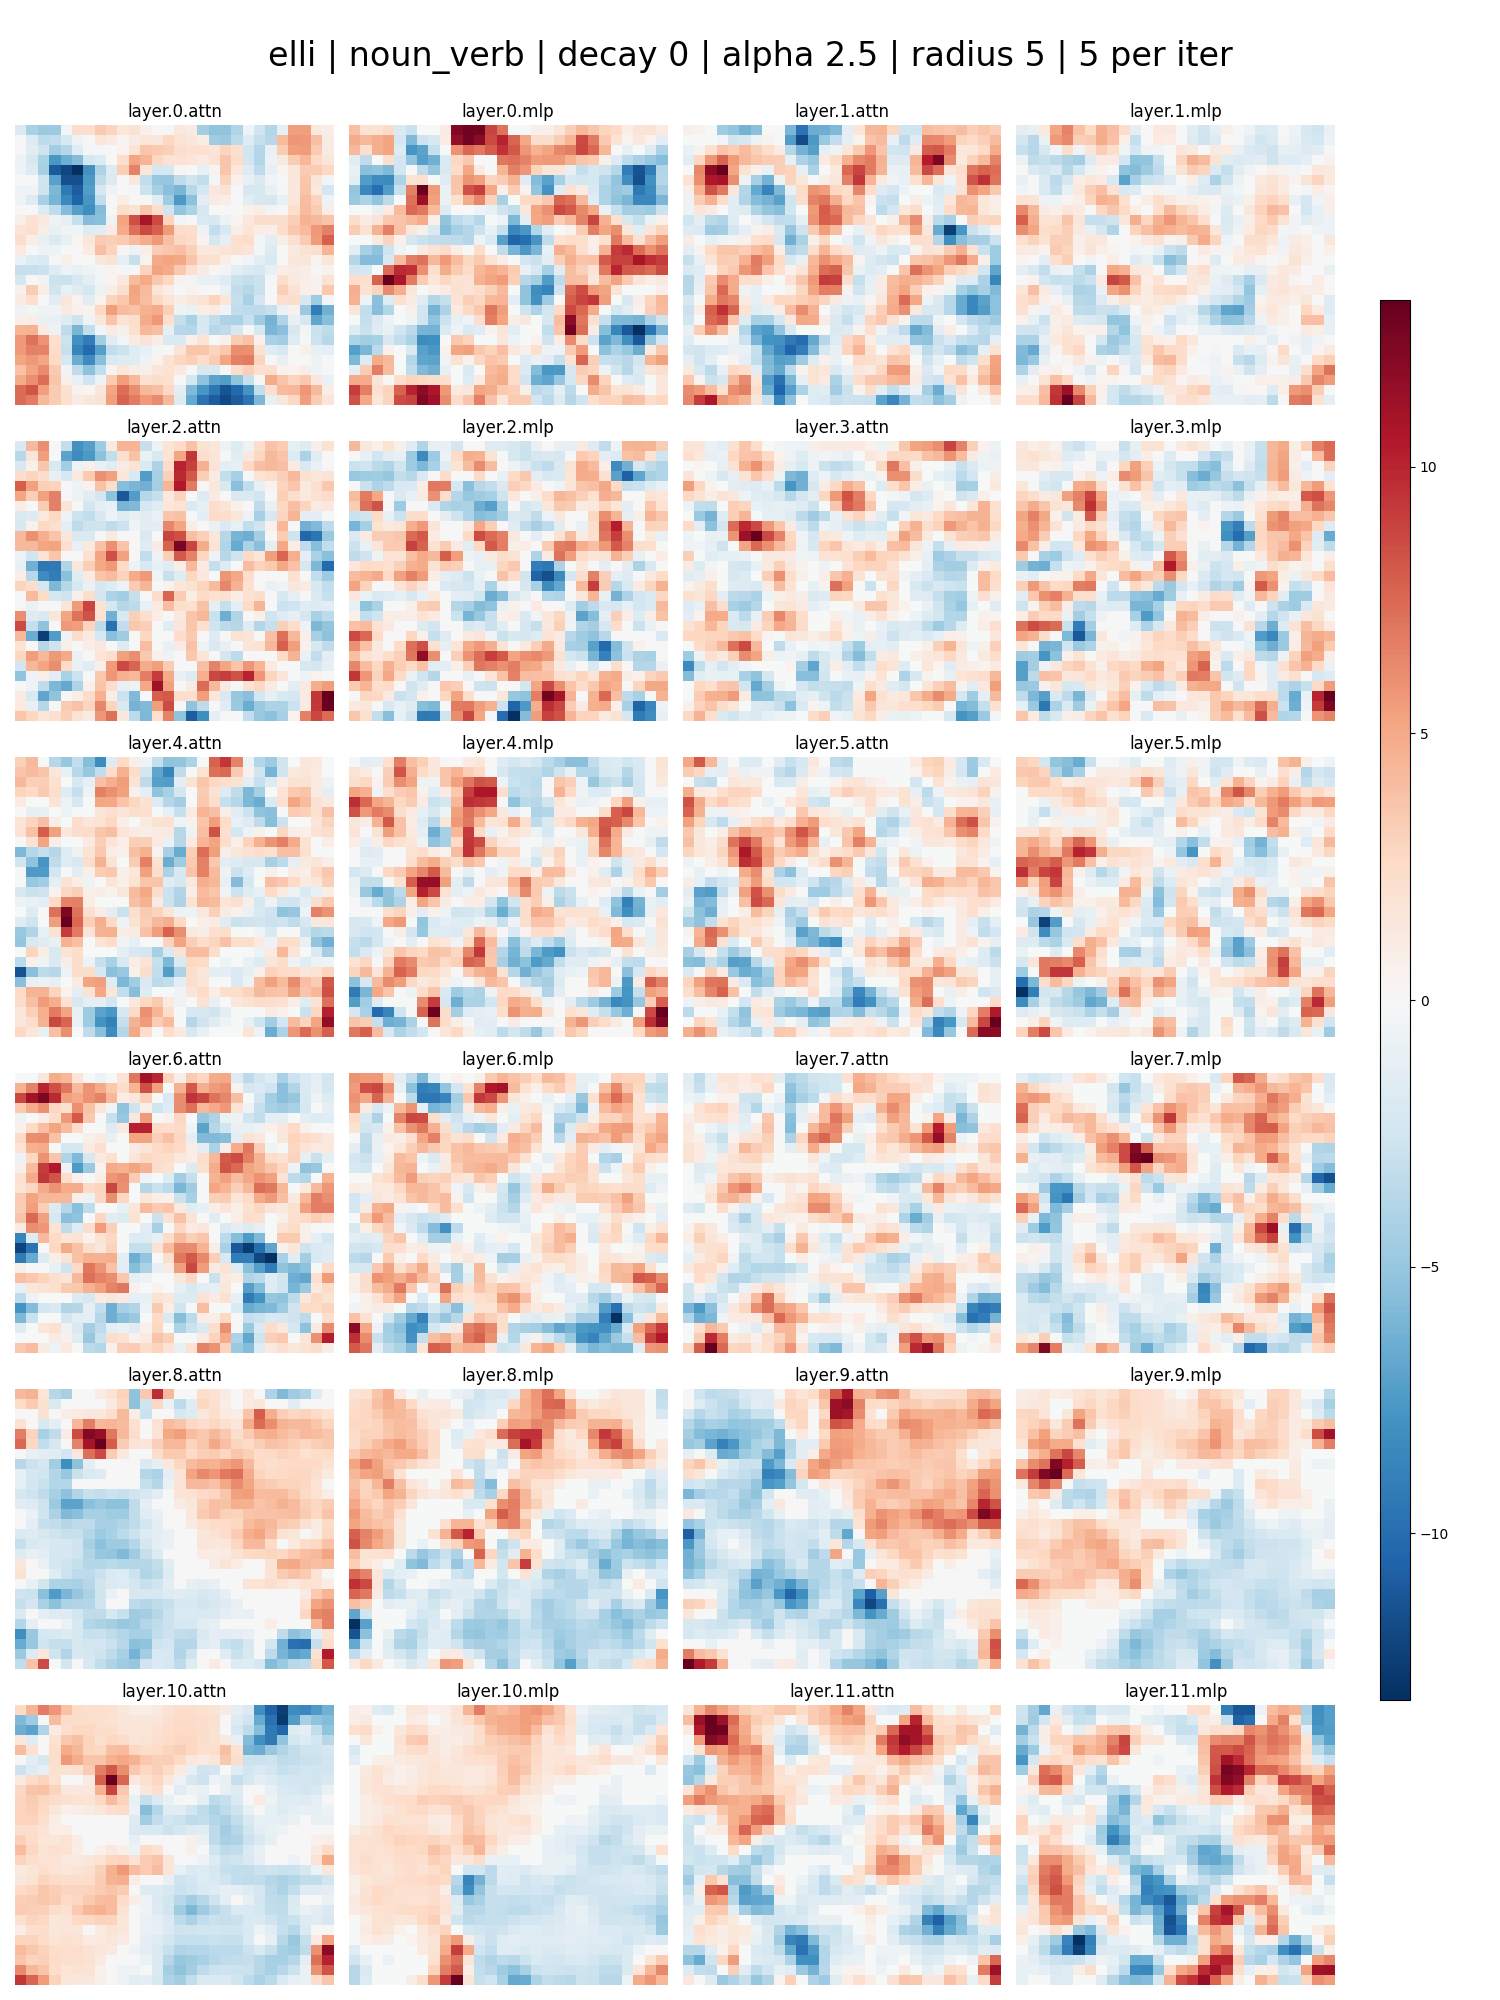 elli | noun_verb | decay 0 | alpha 2.5 | radius 5 | 5 per iter
layer.0.attn layer.0.mlp layer.1.attn layer.1.mlp
layer.2.attn layer.2.mlp layer.3.attn layer.3.mlp
layer.4.attn layer.4.mlp layer.5.attn layer.5.mlp
layer.6.attn layer.6.mlp layer.7.attn layer.7.mlp
layer.8.attn layer.8.mlp layer.9.attn layer.9.mlp
layer.10.attn layer.10.mlp layer.11.attn layer.11.mlp
10
5
0
−5
−10